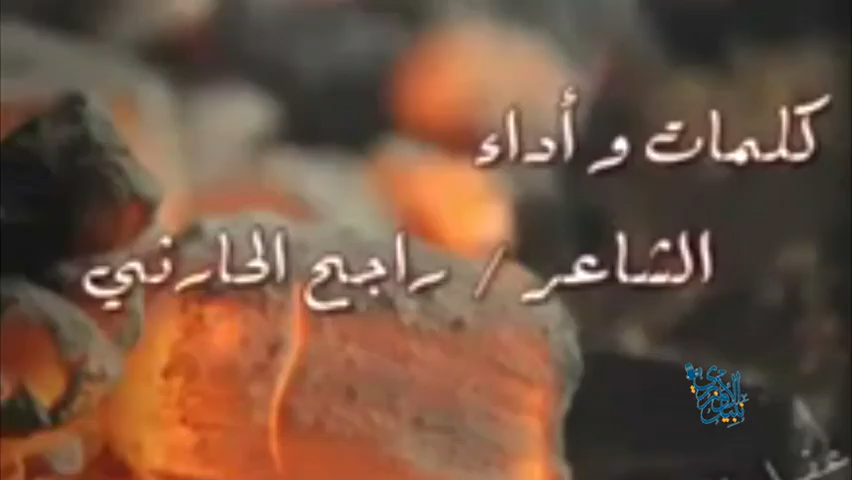 كلمات و أداء
الشاعر / راجح الحارثي